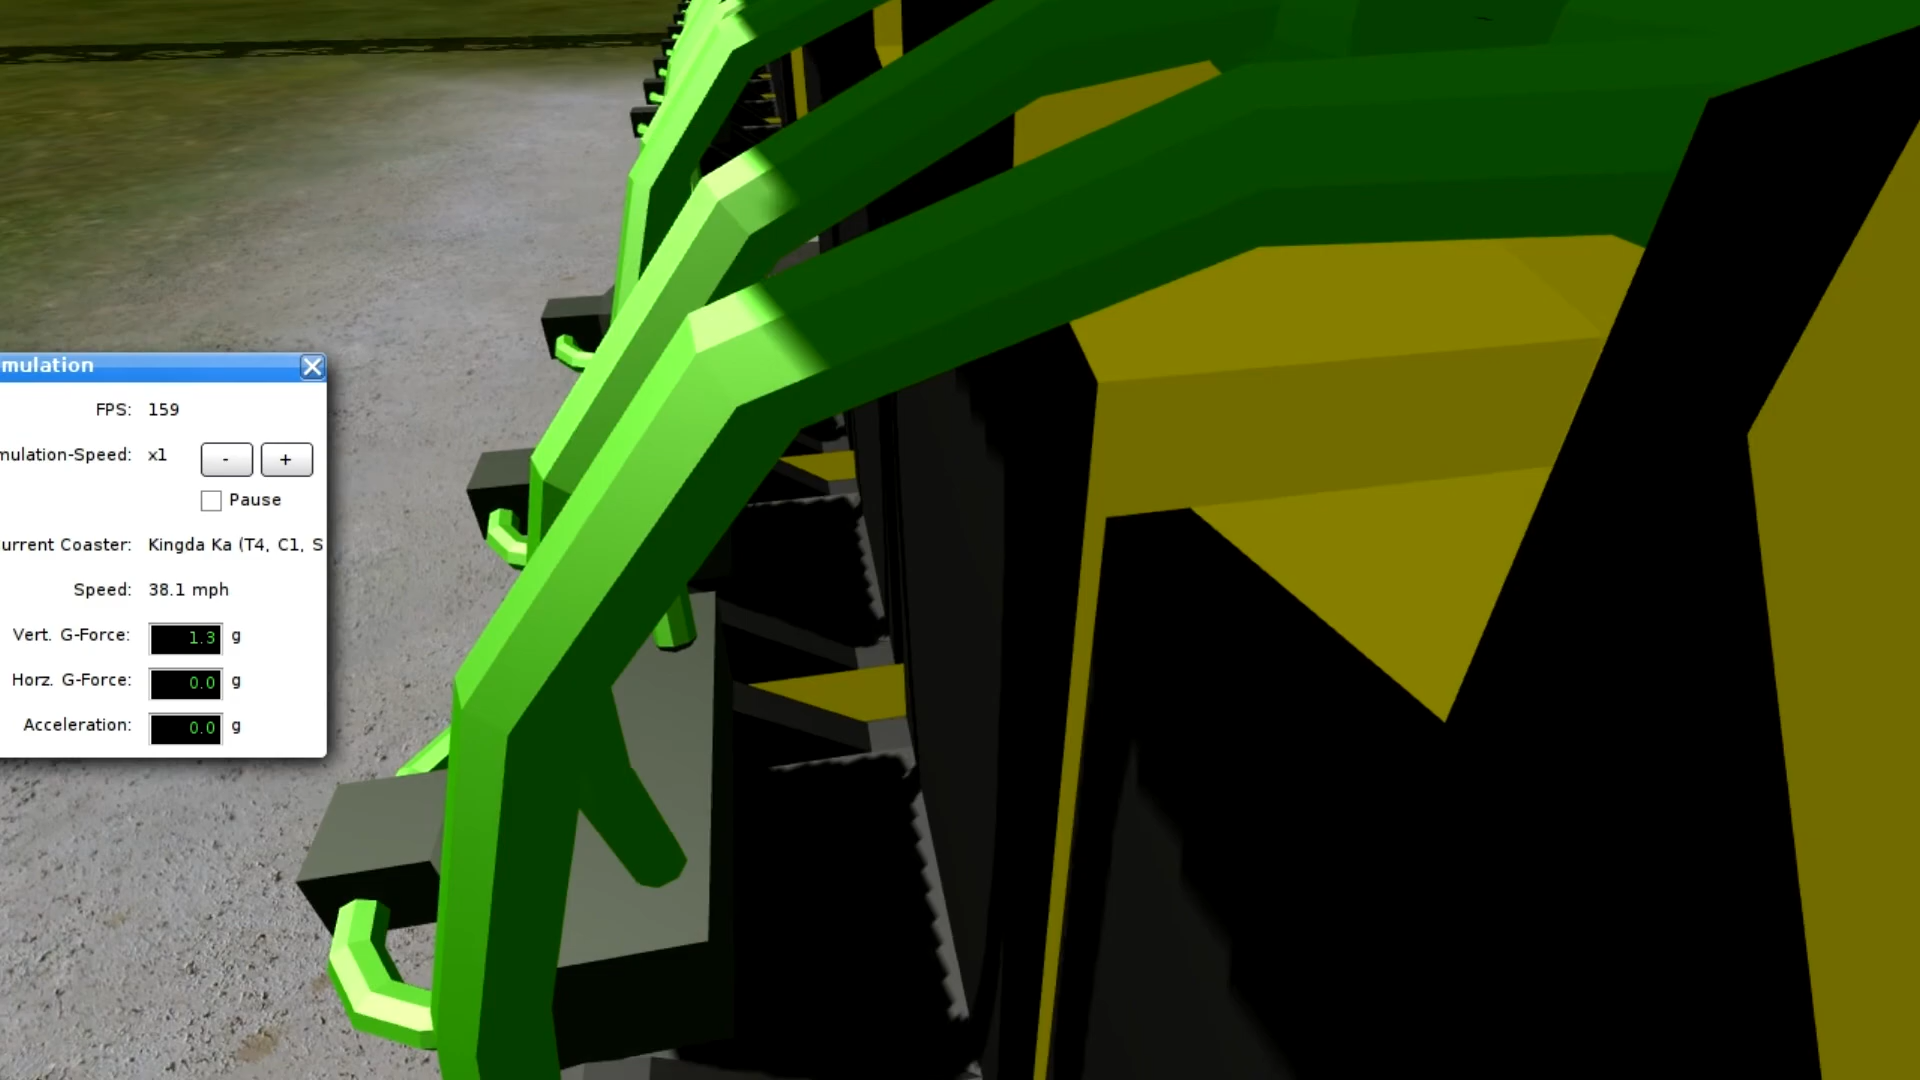 mulation
FPS: 159
mulation-Speed: x1 - +
Pause
urrent Coaster: Kingda Ka (T4, C1, S
Speed: 38.1 mph
Vert. G-Force: 1.3 g
Horz. G-Force: 0.0 g
Acceleration: 0.0 g